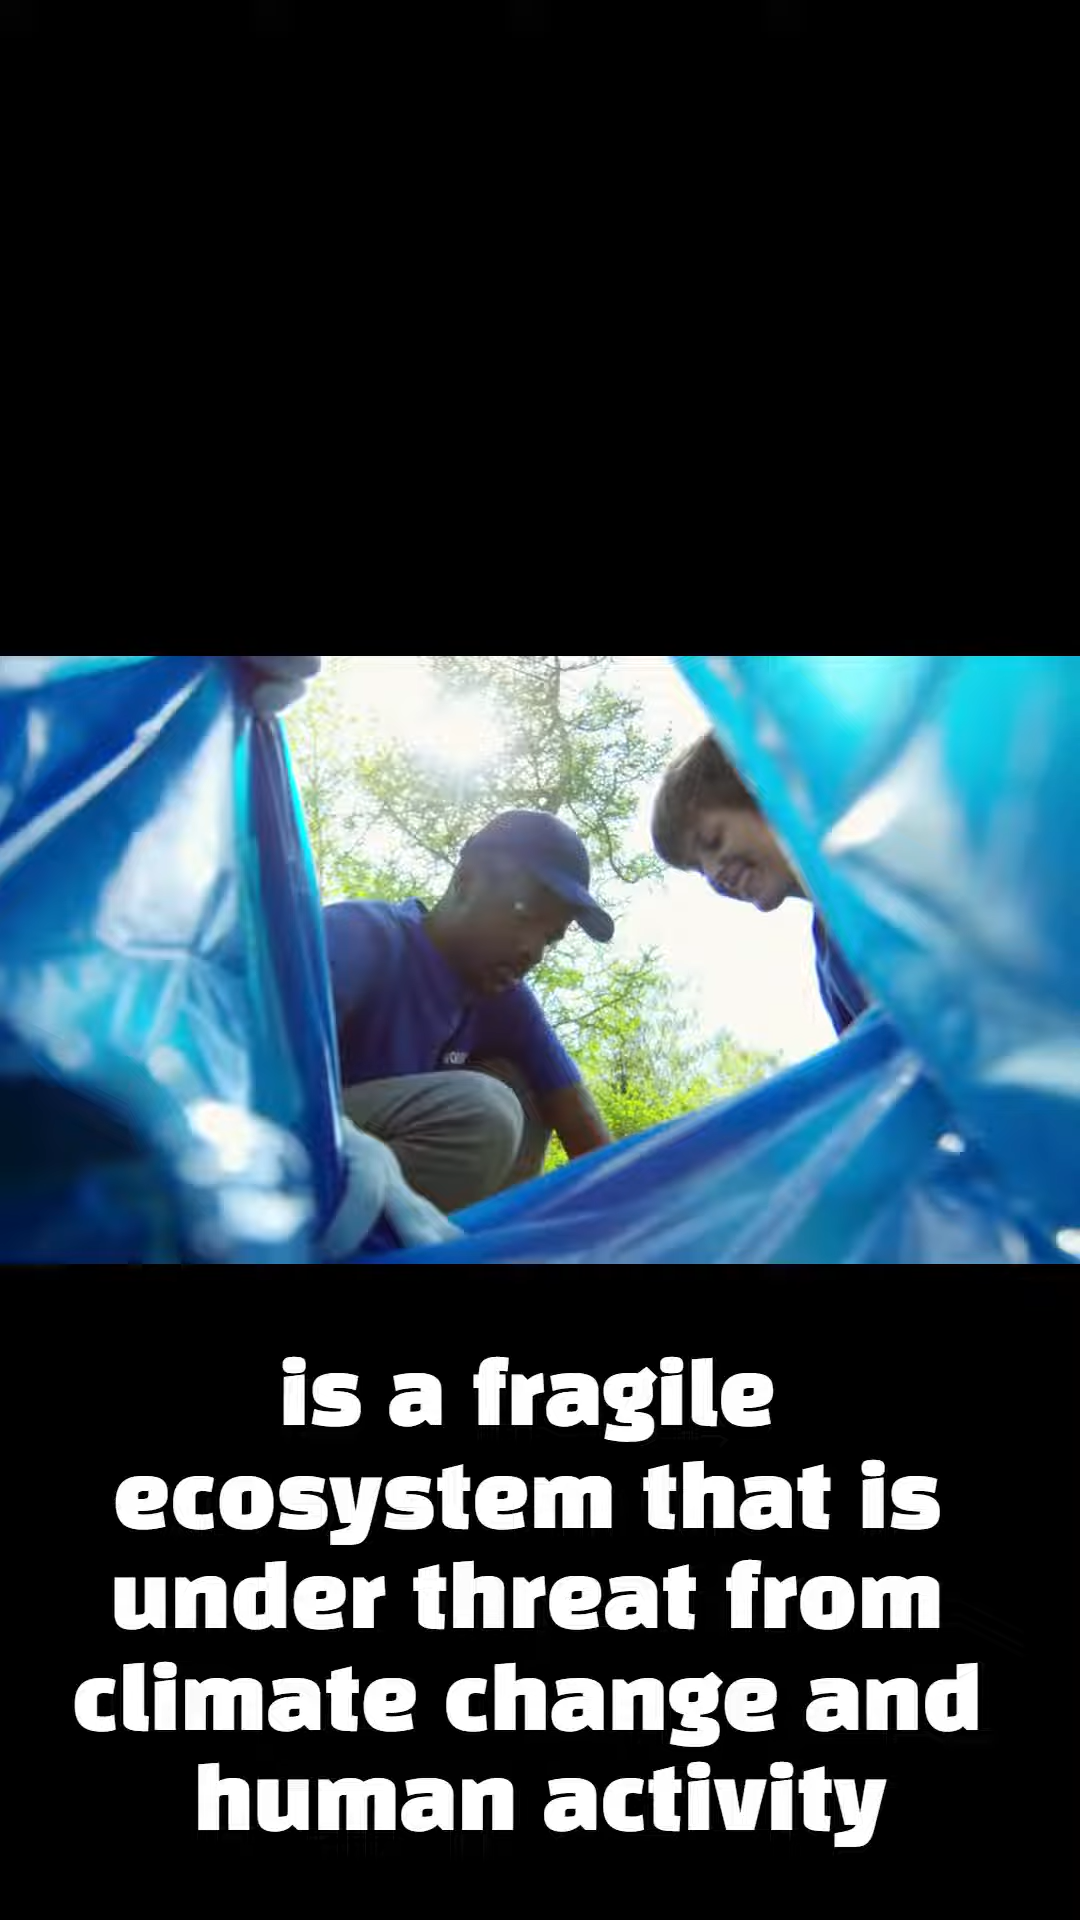 is a fragile
ecosystem that is
under threat from
climate change and
human activity